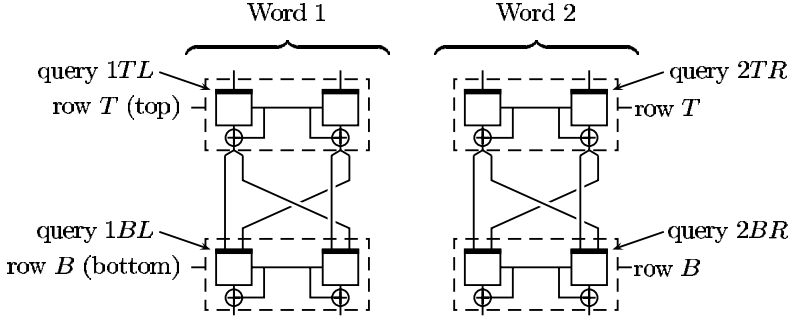 Word 1
Word 2
query 1TL
query 2TR
row T (top)
row T
query 1BL
query 2BR
row B (bottom)
row B